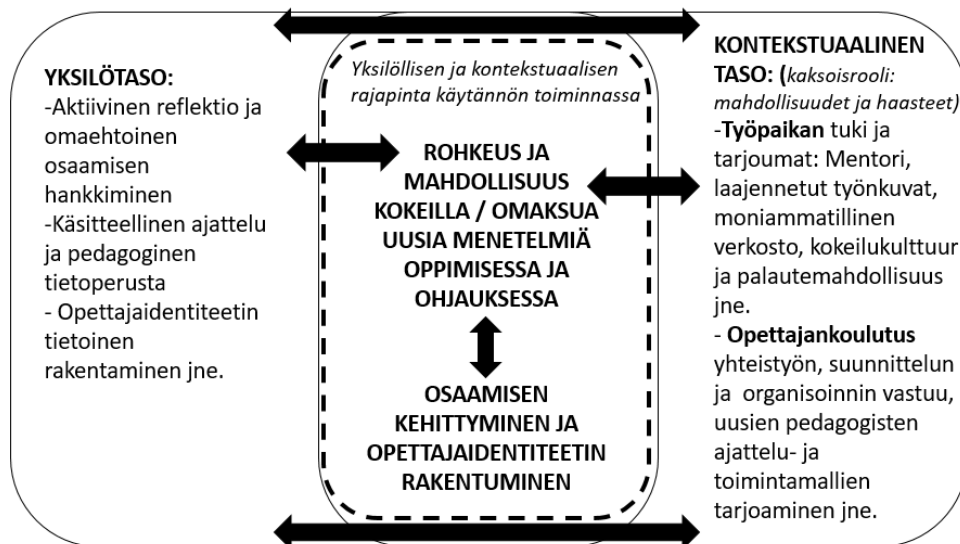 YKSILÖTASO:
-Aktiivinen reflektio ja
omaehtoinen
osaamisen
hankkiminen
-Käsitteellinen ajattelu
ja pedagoginen
tietoperusta
- Opettajaidentiteetin
tietoinen
rakentaminen jne.
Yksilöllisen ja kontekstuaalisen
rajapinta käytännön toiminnassa
ROHKEUS JA
MAHDOLLISUUS
KOKEILLA / OMAKSUA
UUSIA MENETELMIÄ
OPPIMISESSA JA
OHJAUKSESSA
OSAAMISEN
KEHITTYMINEN JA
OPETTAJAIDENTITEETIN
RAKENTUMINEN
KONTEKSTUAALINEN
TASO: (kaksoisrooli:
mahdollisuudet ja haasteet)
-Työpaikan tuki ja
tarjoumat: Mentori,
laajennetut työnkuvat,
moniammatillinen
verkosto, kokeilukulttuur
ja palautemahdollisuus
jne.
- Opettajankoulutus
yhteistyön, suunnittelun
ja organisoinnin vastuu,
uusien pedagogisten
ajattelu- ja
toimintamallien
tarjoaminen jne.